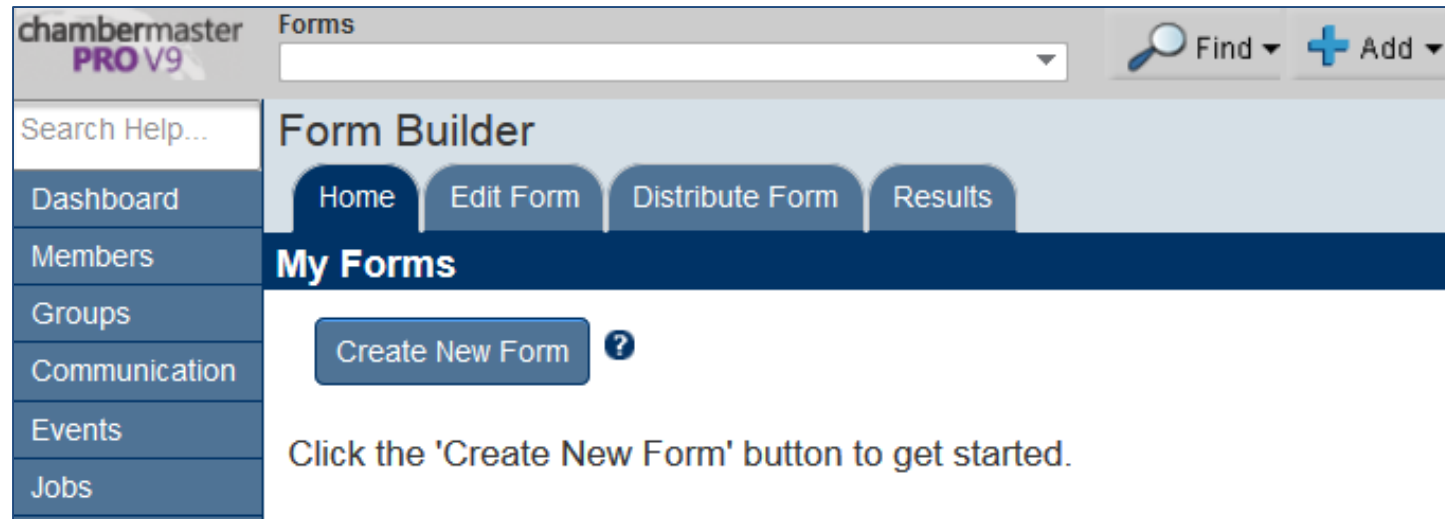 chambermaster
PRO V9
Forms
Find
Add
Search Help...
Form Builder
Home
Edit Form
Distribute Form
Results
Dashboard
Members
Groups
Communication
Events
Jobs
My Forms
Create New Form
?
Click the 'Create New Form' button to get started.